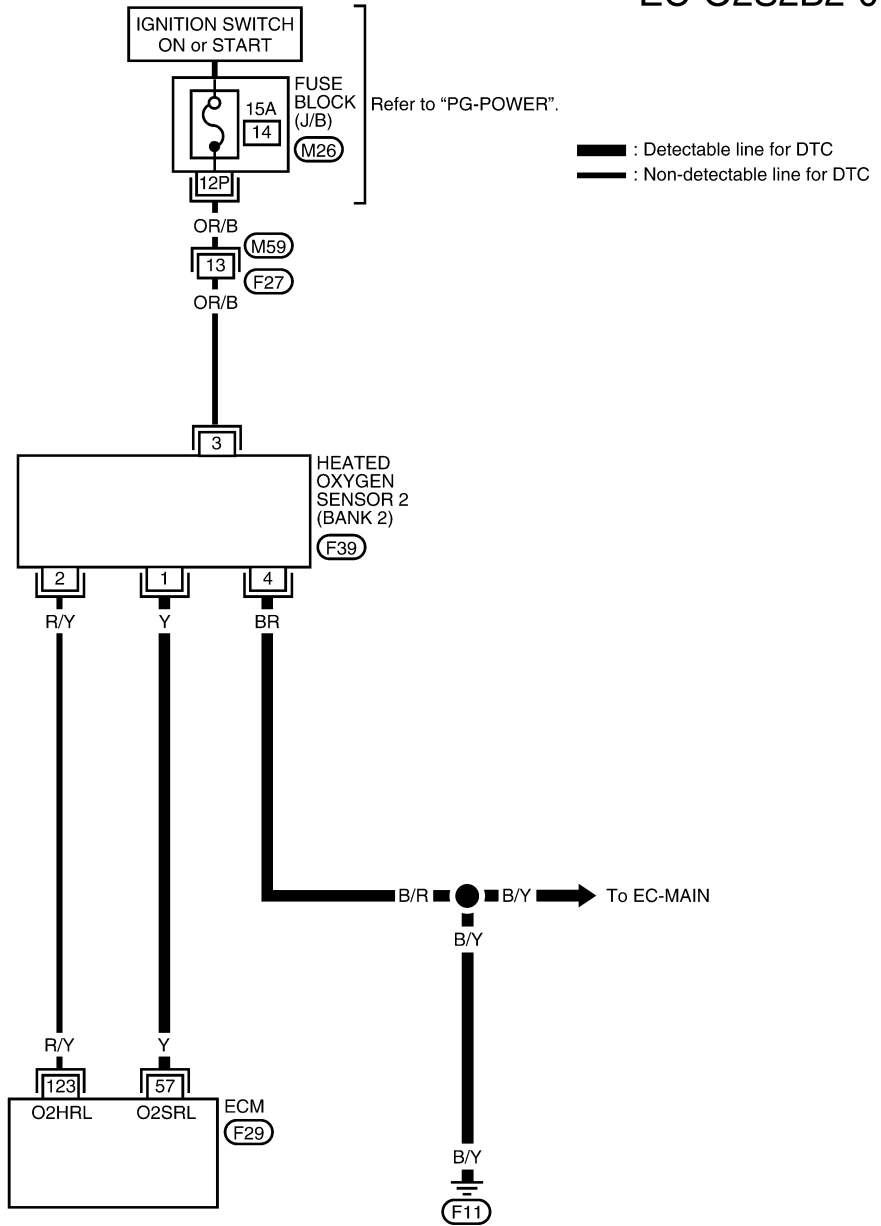 IGNITION SWITCH
ON or START
FUSE
BLOCK
(J/B)
15A
14
M26
Refer to “PG-POWER”.
: Detectable line for DTC
: Non-detectable line for DTC
12P
OR/B
M59
13
F27
OR/B
3
HEATED
OXYGEN
SENSOR 2
(BANK 2)
F39
2
1
4
R/Y
Y
BR
B/R
B/Y
To EC-MAIN
B/Y
R/Y
Y
123
57
O2HRL
O2SRL
ECM
F29
B/Y
F11